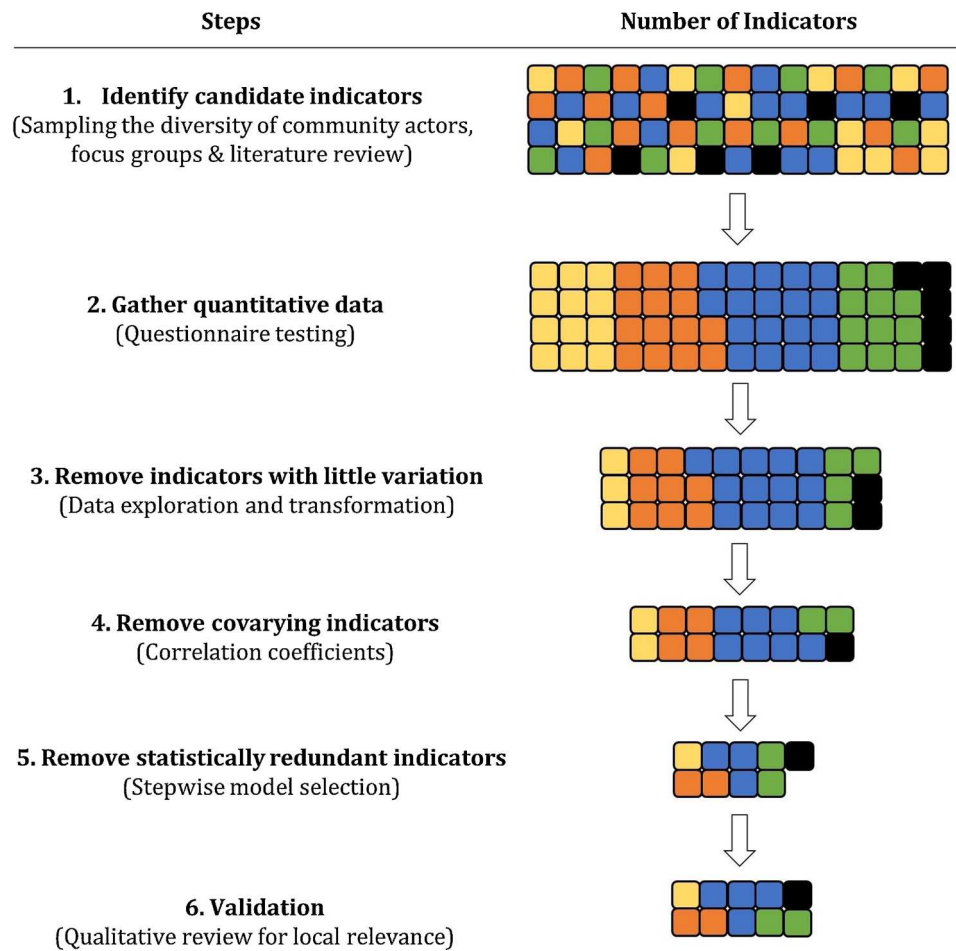 Steps
Number of Indicators
1. Identify candidate indicators
(Sampling the diversity of community actors,
focus groups & literature review)
2. Gather quantitative data
(Questionnaire testing)
3. Remove indicators with little variation
(Data exploration and transformation)
4. Remove covarying indicators
(Correlation coefficients)
5. Remove statistically redundant indicators
(Stepwise model selection)
6. Validation
(Qualitative review for local relevance)